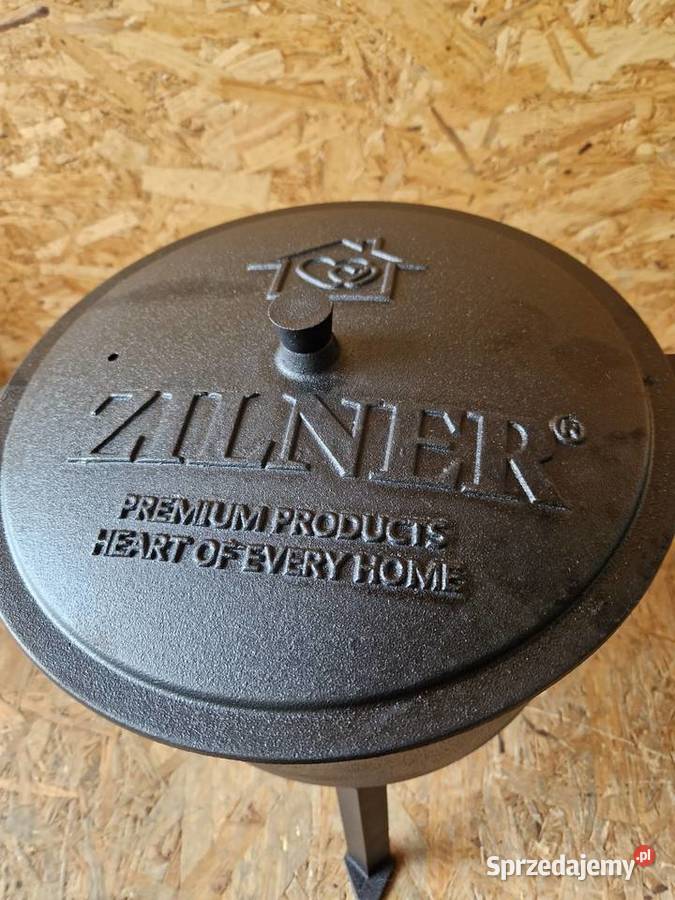 ZILNER®
PREMIUM PRODUCTS
HEART OF EVERY HOME
Sprzedajemy.pl